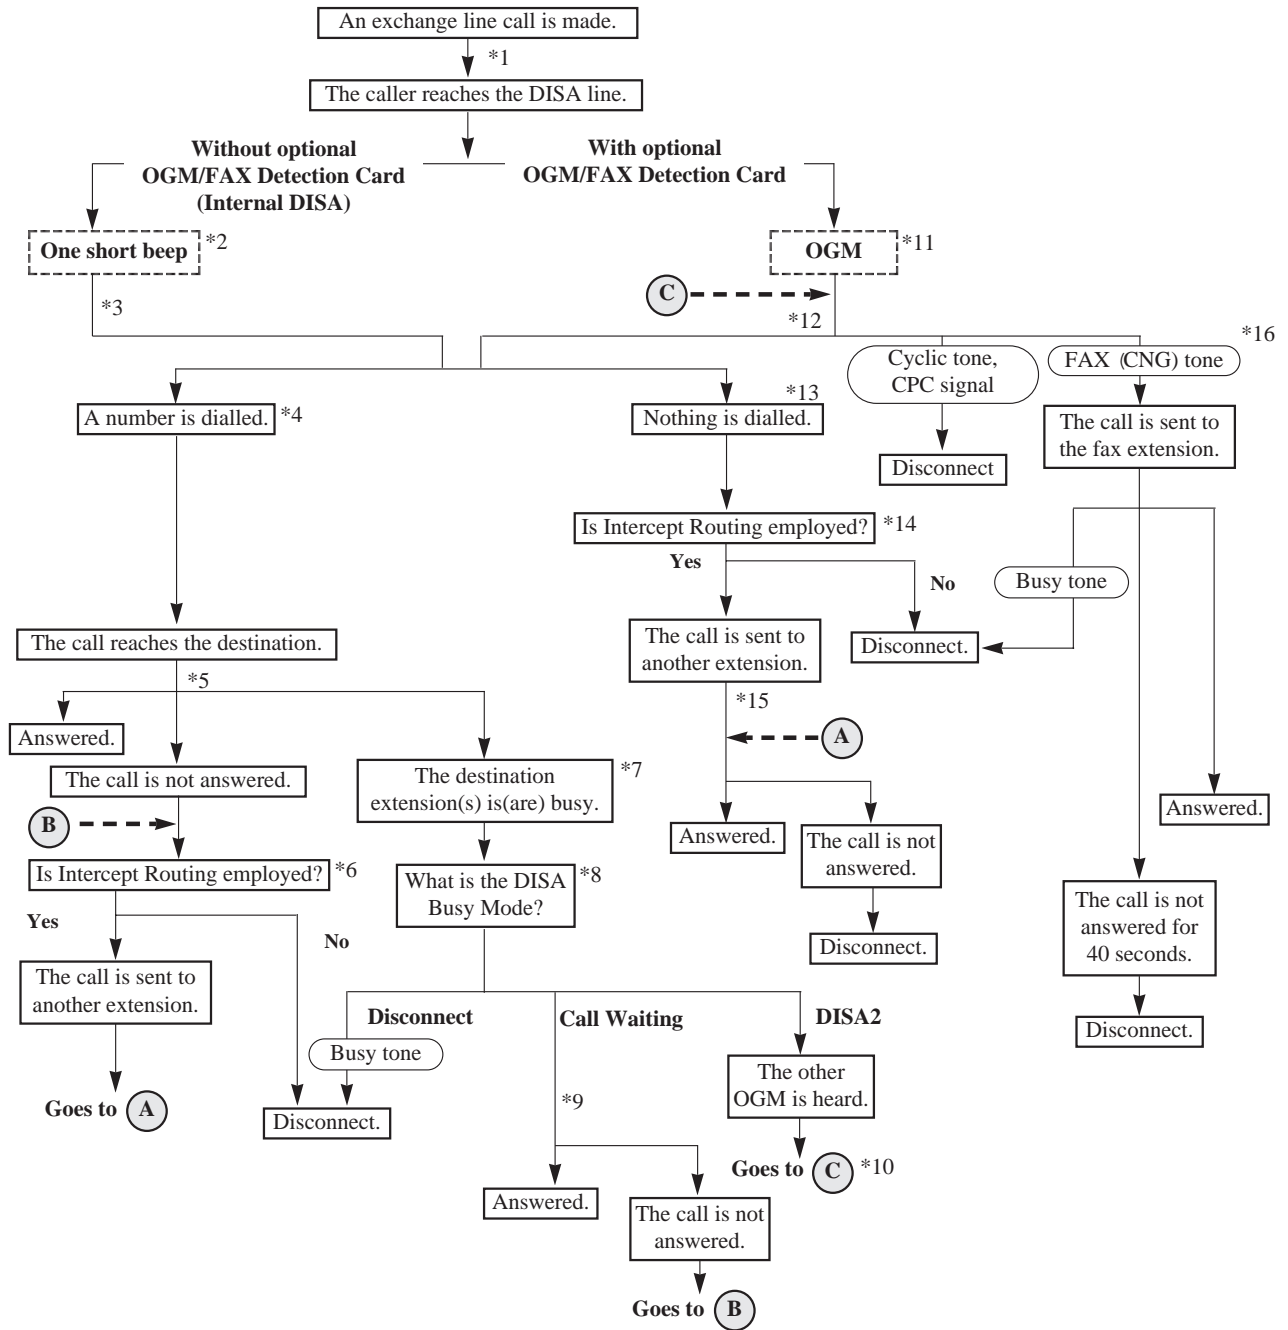 An exchange line call is made.
*1
The caller reaches the DISA line.
Without optional
OGM/FAX Detection Card
(Internal DISA)
With optional
OGM/FAX Detection Card
One short beep
*2
OGM
*11
C
*3
*12
*16
Cyclic tone,
CPC signal
FAX (CNG) tone
*13
A number is dialled.
*4
Nothing is dialled.
The call is sent to
the fax extension.
Disconnect
Is Intercept Routing employed?
*14
Yes
No
Busy tone
The call reaches the destination.
The call is sent to
another extension.
Disconnect.
*5
*15
Answered.
A
The call is not answered.
The destination
extension(s) is(are) busy.
*7
Answered.
B
Answered.
The call is not
answered.
Is Intercept Routing employed?
*6
What is the DISA
Busy Mode?
*8
The call is not
answered for
40 seconds.
Yes
No
Disconnect.
The call is sent to
another extension.
Disconnect
Call Waiting
DISA2
Disconnect.
Busy tone
The other
OGM is heard.
Goes to A
Disconnect.
*9
Goes to C
*10
Answered.
The call is not
answered.
Goes to B